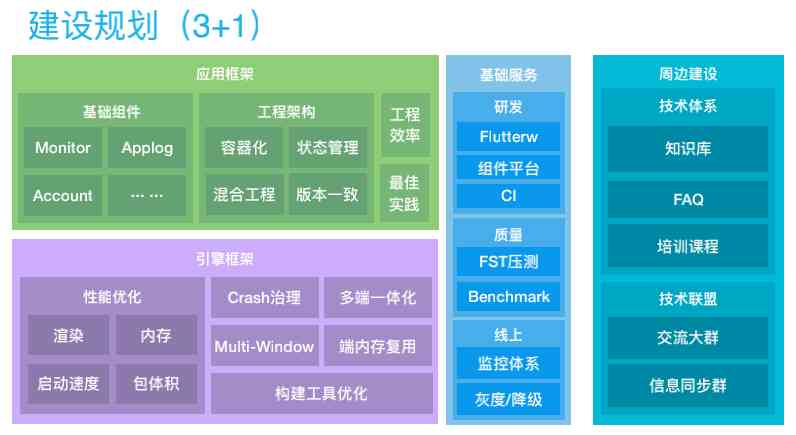 建设规划（3+1）
应用框架
基础组件
Monitor
Applog
Account
... ...
工程架构
容器化
状态管理
混合工程
版本一致
工程
效率
最佳
实践
引擎框架
性能优化
渲染
内存
启动速度
包体积
Crash治理
多端一体化
Multi-Window
端内存复用
构建工具优化
基础服务
研发
Flutterw
组件平台
CI
质量
FST压测
Benchmark
线上
监控体系
灰度/降级
周边建设
技术体系
知识库
FAQ
培训课程
技术联盟
交流大群
信息同步群